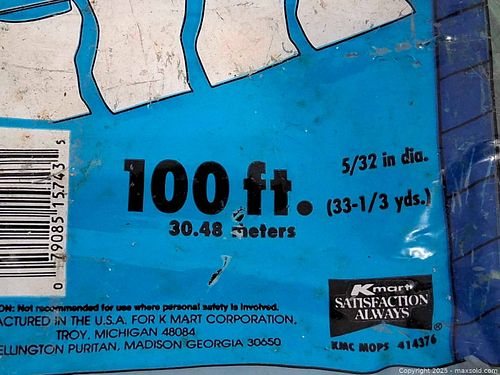 100 ft.
30.48 meters
5/32 in dia.
(33-1/3 yds.)
0 79085 15743 5
ON: Not recommended for use where personal safety is involved.
ACTURED IN THE U.S.A. FOR K MART CORPORATION,
TROY, MICHIGAN 48084
ELLINGTON PURITAN, MADISON GEORGIA 30650
Kmart
SATISFACTION
ALWAYS
®
KMC MOPS 414376
Copyright 2025 - maxsold.com